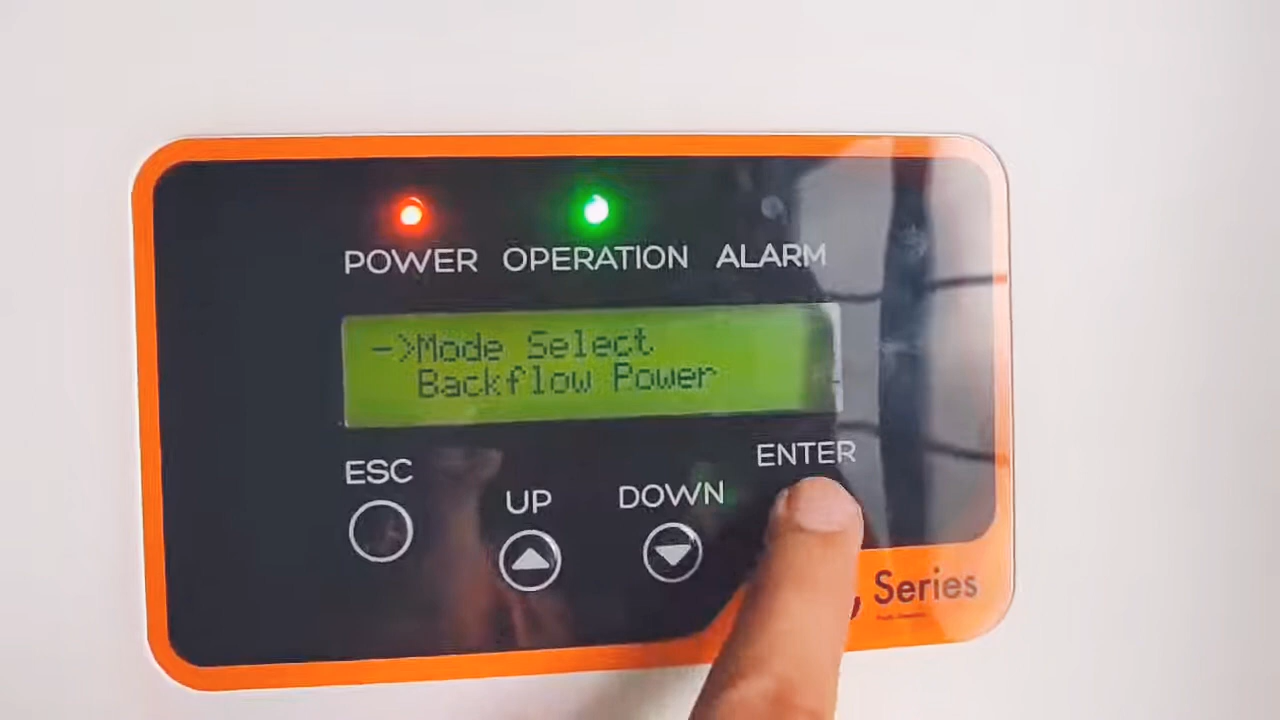 POWER OPERATION ALARM
->Mode Select
Backflow Power
ESC UP DOWN ENTER
Series